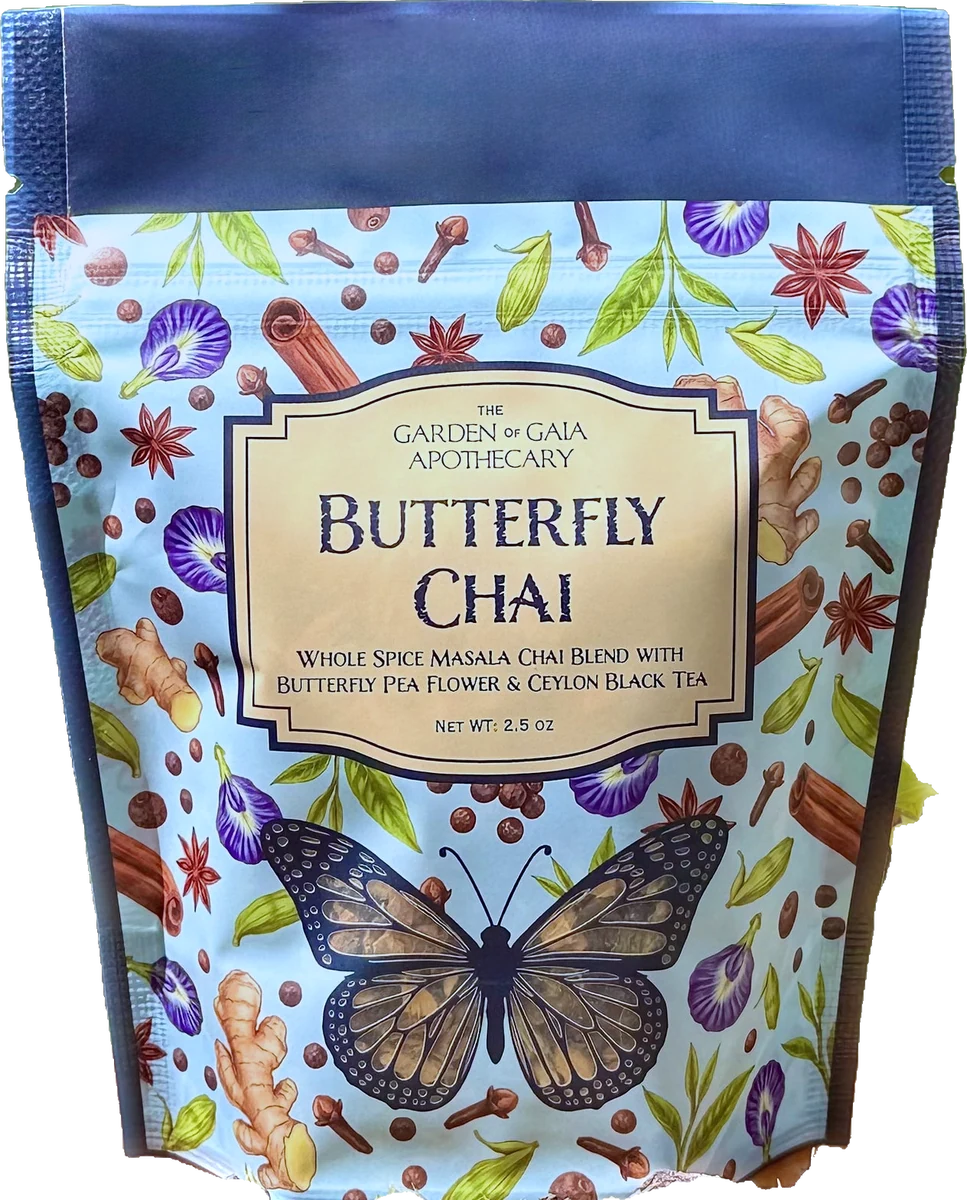 THE
GARDEN OF GAIA
APOTHECARY
BUTTERFLY
CHAI
WHOLE SPICE MASALA CHAI BLEND WITH
BUTTERFLY PEA FLOWER & CEYLON BLACK TEA
NET WT: 2.5 OZ